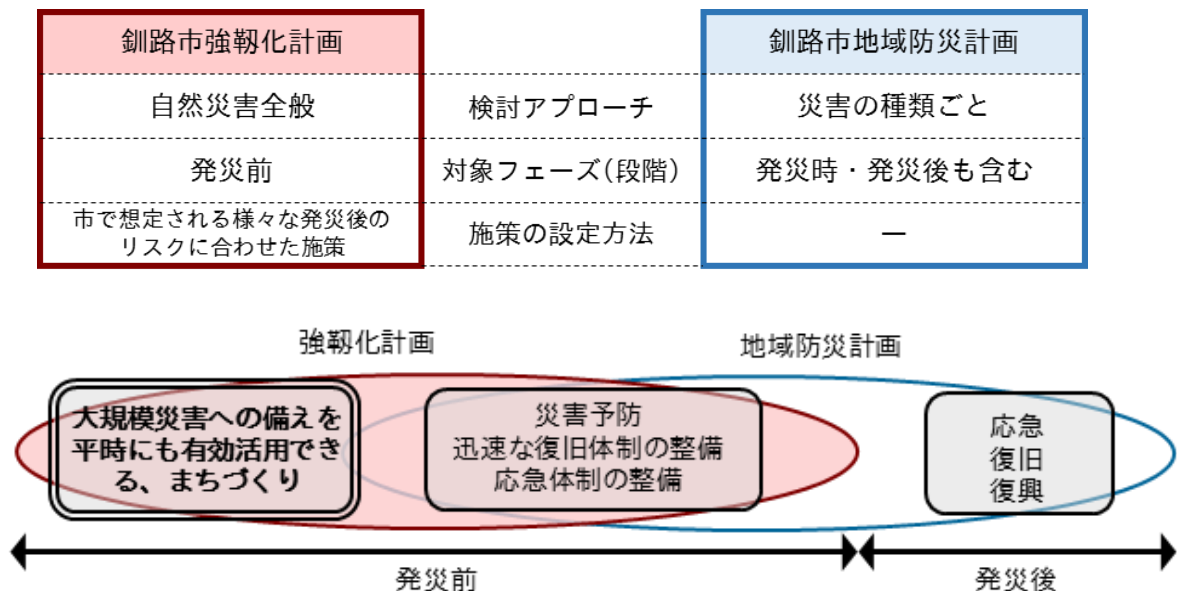 釧路市強靱化計画
釧路市地域防災計画
自然災害全般
検討アプローチ
災害の種類ごと
発災前
対象フェーズ(段階)
発災時・発災後も含む
市で想定される様々な発災後の
リスクに合わせた施策
施策の設定方法
―
強靱化計画
地域防災計画
大規模災害への備えを
平時にも有効活用でき
る、まちづくり
災害予防
迅速な復旧体制の整備
応急体制の整備
応急
復旧
復興
発災前
発災後